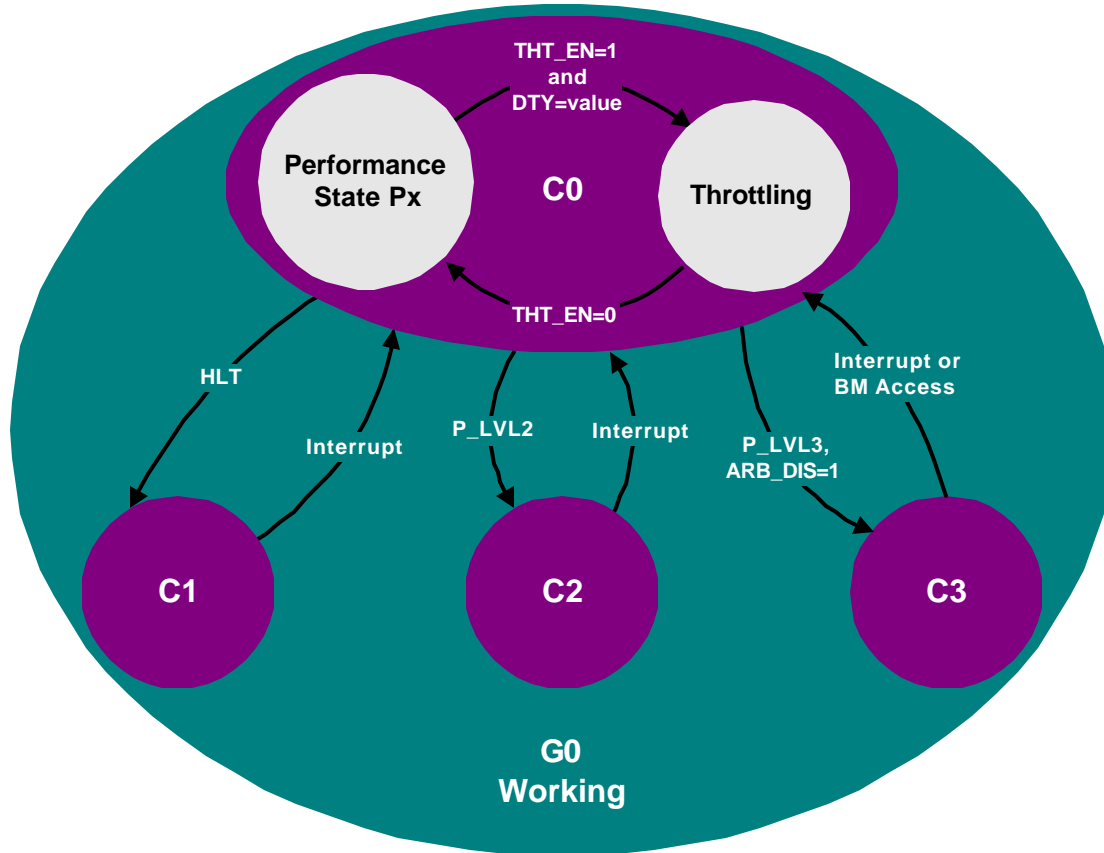 THT_EN=1
and
DTY=value
Performance
State Px
C0
Throttling
THT_EN=0
HLT
Interrupt
P_LVL2
Interrupt
P_LVL3,
ARB_DIS=1
Interrupt or
BM Access
C1
C2
C3
G0
Working